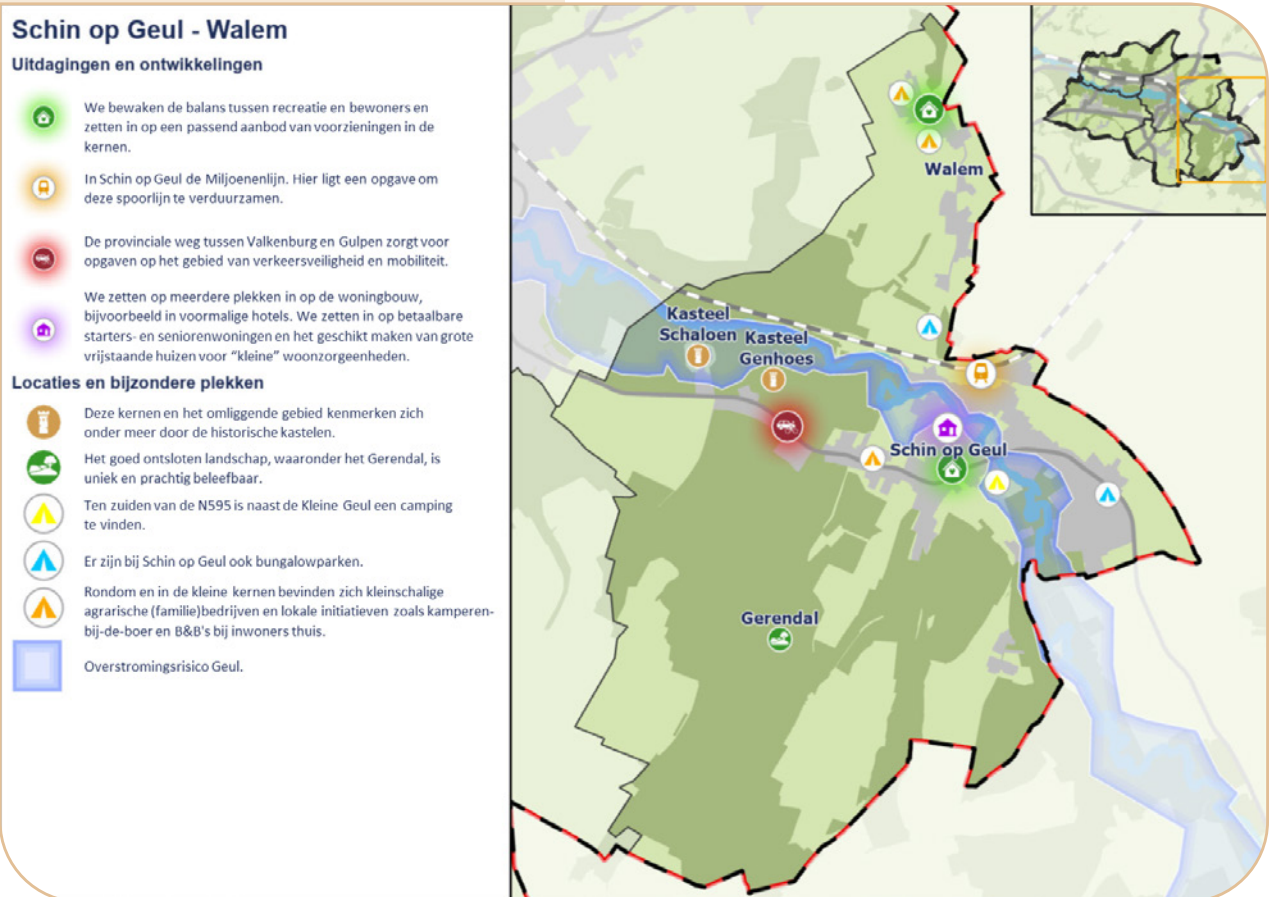 Schin op Geul - Walem
Uitdagingen en ontwikkelingen
We bewaken de balans tussen recreatie en bewoners en
zetten in op een passend aanbod van voorzieningen in de
kernen.
In Schin op Geul de Miljoenenlijn. Hier ligt een opgave om
deze spoorlijn te verduurzamen.
De provinciale weg tussen Valkenburg en Gulpen zorgt voor
opgaven op het gebied van verkeersveiligheid en mobiliteit.
We zetten op meerdere plekken in op de woningbouw,
bijvoorbeeld in voormalige hotels. We zetten in op betaalbare
starters- en seniorenwoningen en het geschikt maken van grote
vrijstaande huizen voor “kleine” woonzorgeenheden.
Locaties en bijzondere plekken
Deze kernen en het omliggende gebied kenmerken zich
onder meer door de historische kastelen.
Het goed ontsloten landschap, waaronder het Gerendal, is
uniek en prachtig beleefbaar.
Ten zuiden van de N595 is naast de Kleine Geul een camping
te vinden.
Er zijn bij Schin op Geul ook bungalowparken.
Rondom en in de kleine kernen bevinden zich kleinschalige
agrarische (familie)bedrijven en lokale initiatieven zoals kamperen-
bij-de-boer en B&B's bij inwoners thuis.
Overstromingsrisico Geul.
Walem
Kasteel
Schaloen
Kasteel
Genhoes
Schin op Geul
Gerendal